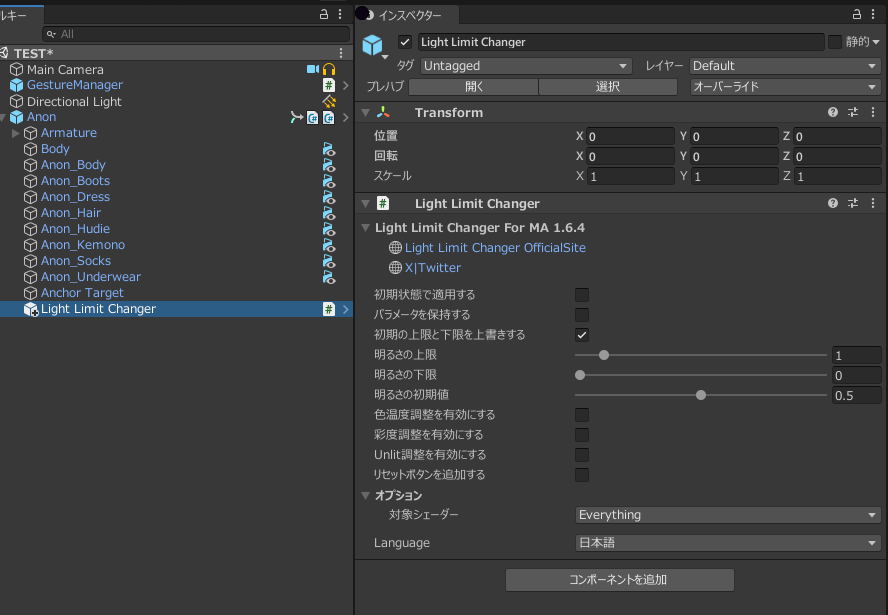 ルキー
All
TEST*
Main Camera
GestureManager
Directional Light
Anon
Armature
Body
Anon_Body
Anon_Boots
Anon_Dress
Anon_Hair
Anon_Hudie
Anon_Kemono
Anon_Socks
Anon_Underwear
Anchor Target
Light Limit Changer
インスペクター
Light Limit Changer 静的
タグ Untagged レイヤー Default
プレハブ 開く 選択 オーバーライド
Transform
位置 X 0 Y 0 Z 0
回転 X 0 Y 0 Z 0
スケール X 1 Y 1 Z 1
# Light Limit Changer
Light Limit Changer For MA 1.6.4
Light Limit Changer OfficialSite
X|Twitter
初期状態で適用する
パラメータを保持する
初期の上限と下限を上書きする
明るさの上限 1
明るさの下限 0
明るさの初期値 0.5
色温度調整を有効にする
彩度調整を有効にする
Unlit調整を有効にする
リセットボタンを追加する
オプション
対象シェーダー Everything
Language 日本語
コンポーネントを追加